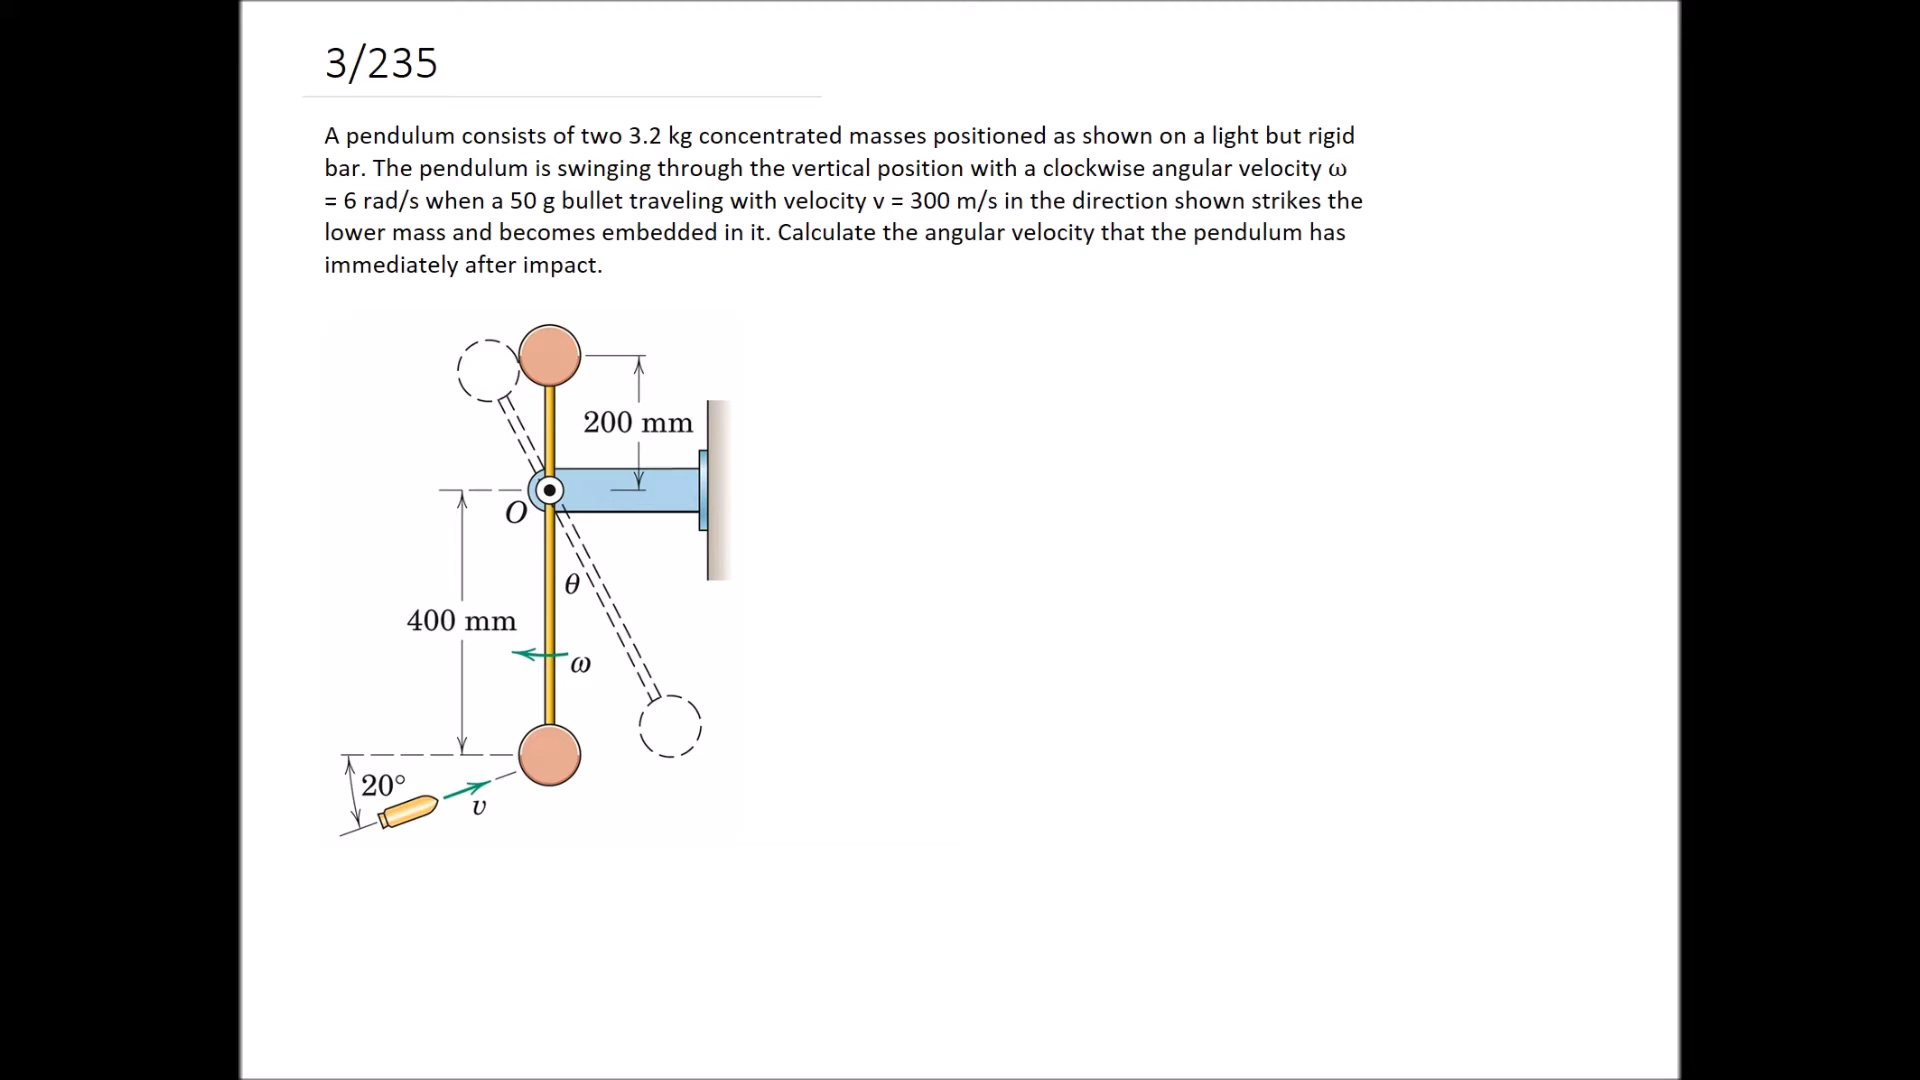 3/235
A pendulum consists of two 3.2 kg concentrated masses positioned as shown on a light but rigid
bar. The pendulum is swinging through the vertical position with a clockwise angular velocity ω
= 6 rad/s when a 50 g bullet traveling with velocity v = 300 m/s in the direction shown strikes the
lower mass and becomes embedded in it. Calculate the angular velocity that the pendulum has
immediately after impact.
200 mm
O
θ
400 mm
ω
20°
v